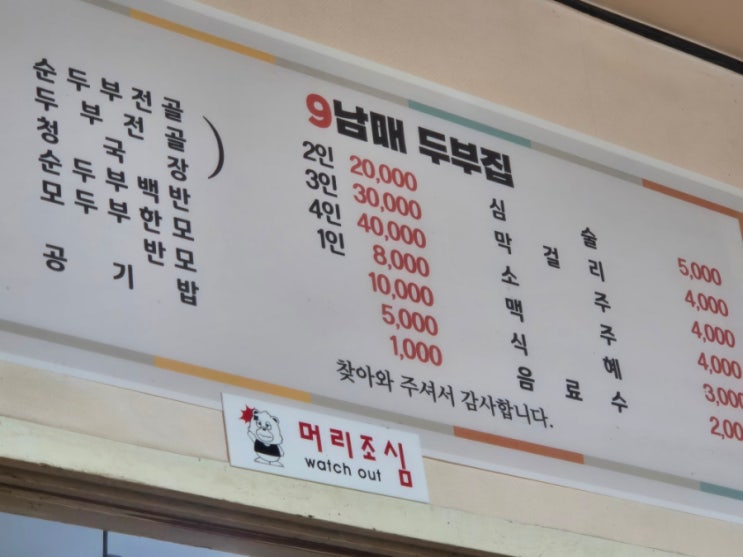 9남매 두부집
순두부전골
두부전골
청국장
2인 20,000
3인 30,000
4인 40,000
순두부백반 1인 8,000
모두부한모 10,000
모두부반모 5,000
공기밥 1,000
심술 5,000
막걸리 4,000
소주 4,000
맥주 4,000
식혜 3,000
음료수 2,00
찾아와 주셔서 감사합니다.
머리조심
watch out